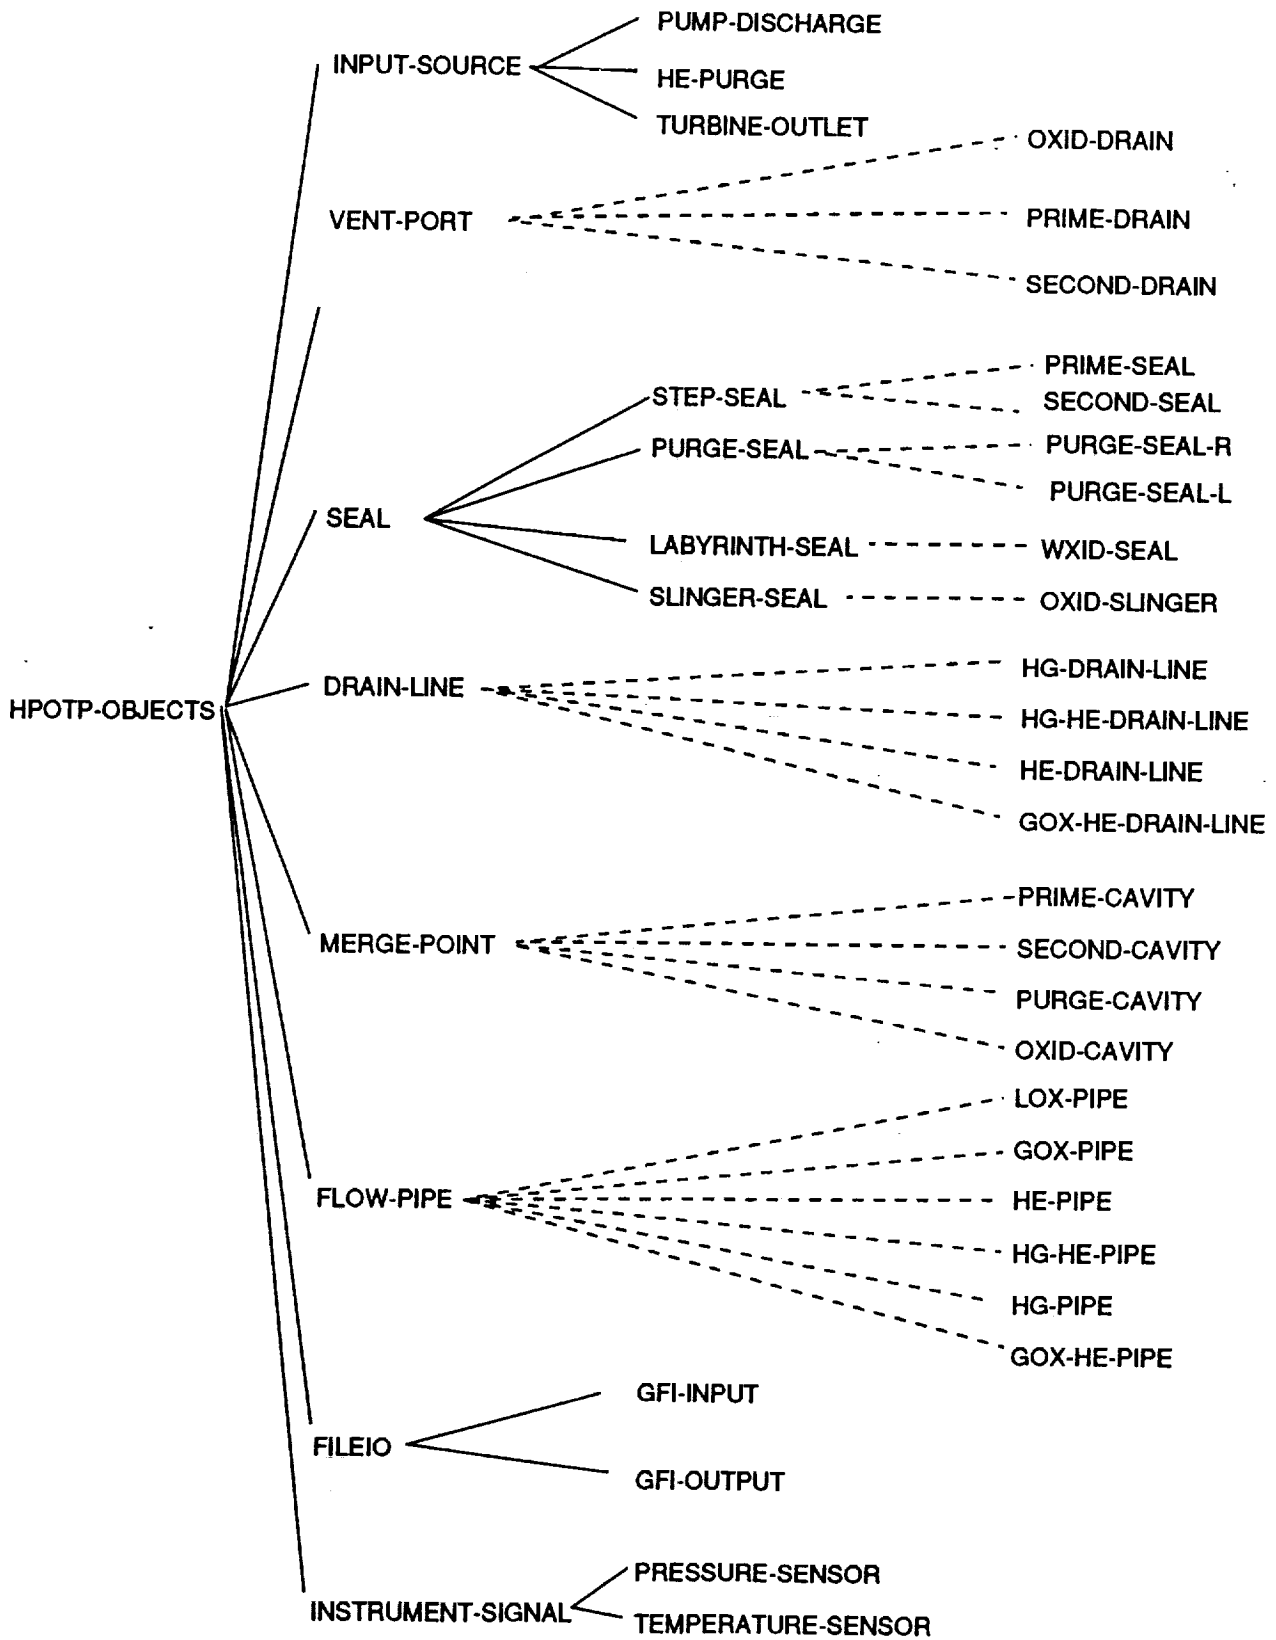 PUMP-DISCHARGE
INPUT-SOURCE
HE-PURGE
TURBINE-OUTLET
OXID-DRAIN
VENT-PORT
PRIME-DRAIN
SECOND-DRAIN
PRIME-SEAL
STEP-SEAL
SECOND-SEAL
PURGE-SEAL
PURGE-SEAL-R
PURGE-SEAL-L
SEAL
LABYRINTH-SEAL
WXID-SEAL
SLINGER-SEAL
OXID-SLINGER
HG-DRAIN-LINE
DRAIN-LINE
HPOTP-OBJECTS
HG-HE-DRAIN-LINE
HE-DRAIN-LINE
GOX-HE-DRAIN-LINE
PRIME-CAVITY
MERGE-POINT
SECOND-CAVITY
PURGE-CAVITY
OXID-CAVITY
LOX-PIPE
GOX-PIPE
FLOW-PIPE
HE-PIPE
HG-HE-PIPE
HG-PIPE
GOX-HE-PIPE
GFI-INPUT
FILEIO
GFI-OUTPUT
PRESSURE-SENSOR
INSTRUMENT-SIGNAL
TEMPERATURE-SENSOR